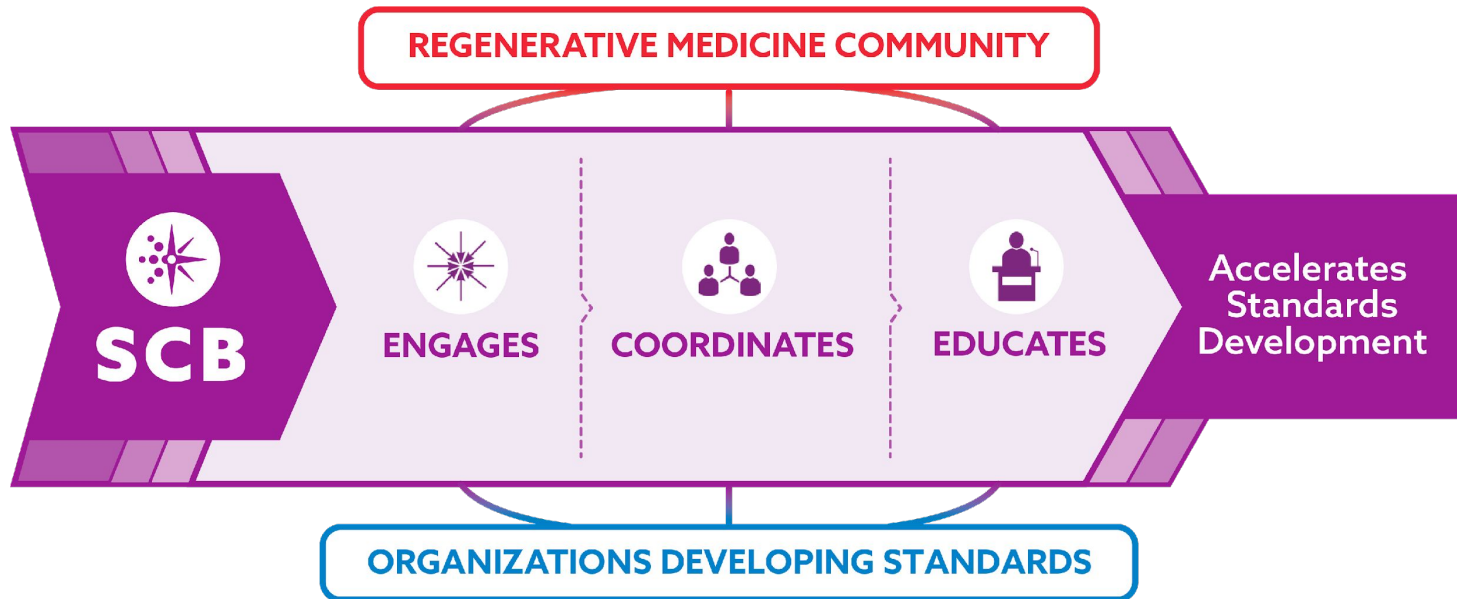 REGENERATIVE MEDICINE COMMUNITY
SCB
ENGAGES
COORDINATES
EDUCATES
Accelerates
Standards
Development
ORGANIZATIONS DEVELOPING STANDARDS